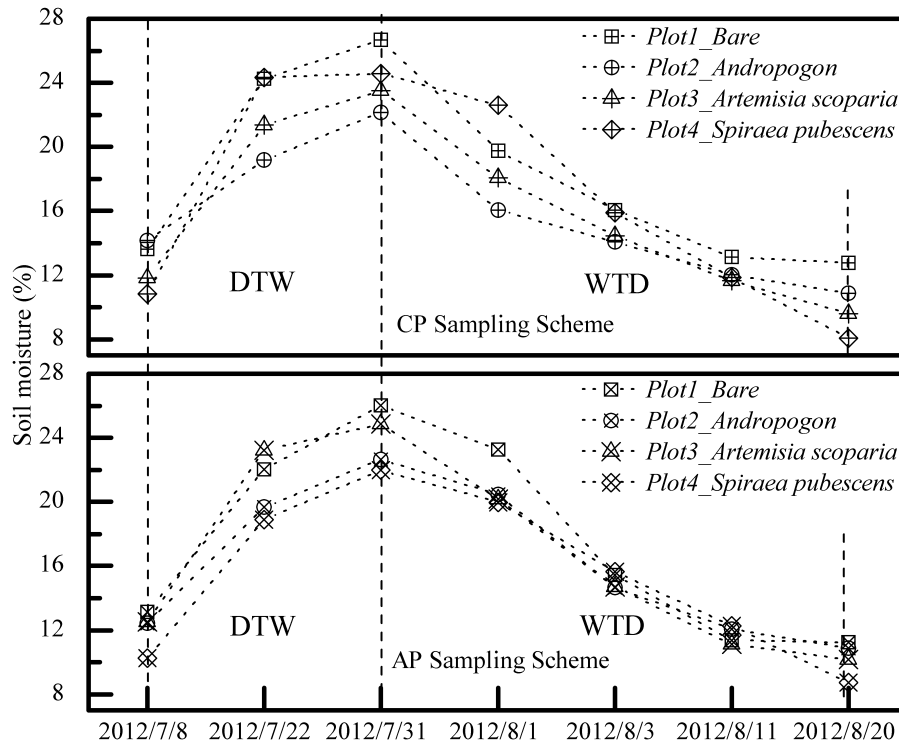 Soil moisture (%)
28
24
20
16
12
8
Plot1_Bare
Plot2_Andropogon
Plot3_Artemisia scoparia
Plot4_Spiraea pubescens
DTW
WTD
CP Sampling Scheme
28
24
20
16
12
8
Plot1_Bare
Plot2_Andropogon
Plot3_Artemisia scoparia
Plot4_Spiraea pubescens
DTW
WTD
AP Sampling Scheme
2012/7/8 2012/7/22 2012/7/31 2012/8/1 2012/8/3 2012/8/11 2012/8/20